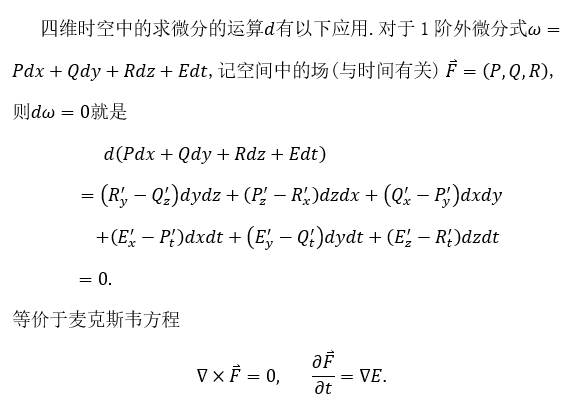 四维时空中的求微分的运算d有以下应用. 对于 1 阶外微分式ω =
Pdx + Qdy + Rdz + Edt, 记空间中的场(与时间有关) F⃗ = (P, Q, R),
则dω = 0就是
d(Pdx + Qdy + Rdz + Edt)
= (R′_y − Q′_z)dydz + (P′_z − R′_x)dzdx + (Q′_x − P′_y)dxdy
+(E′_x − P′_t)dxdt + (E′_y − Q′_t)dydt + (E′_z − R′_t)dzdt
= 0.
等价于麦克斯韦方程
∇ × F⃗ = 0, ∂F⃗/∂t = ∇E.